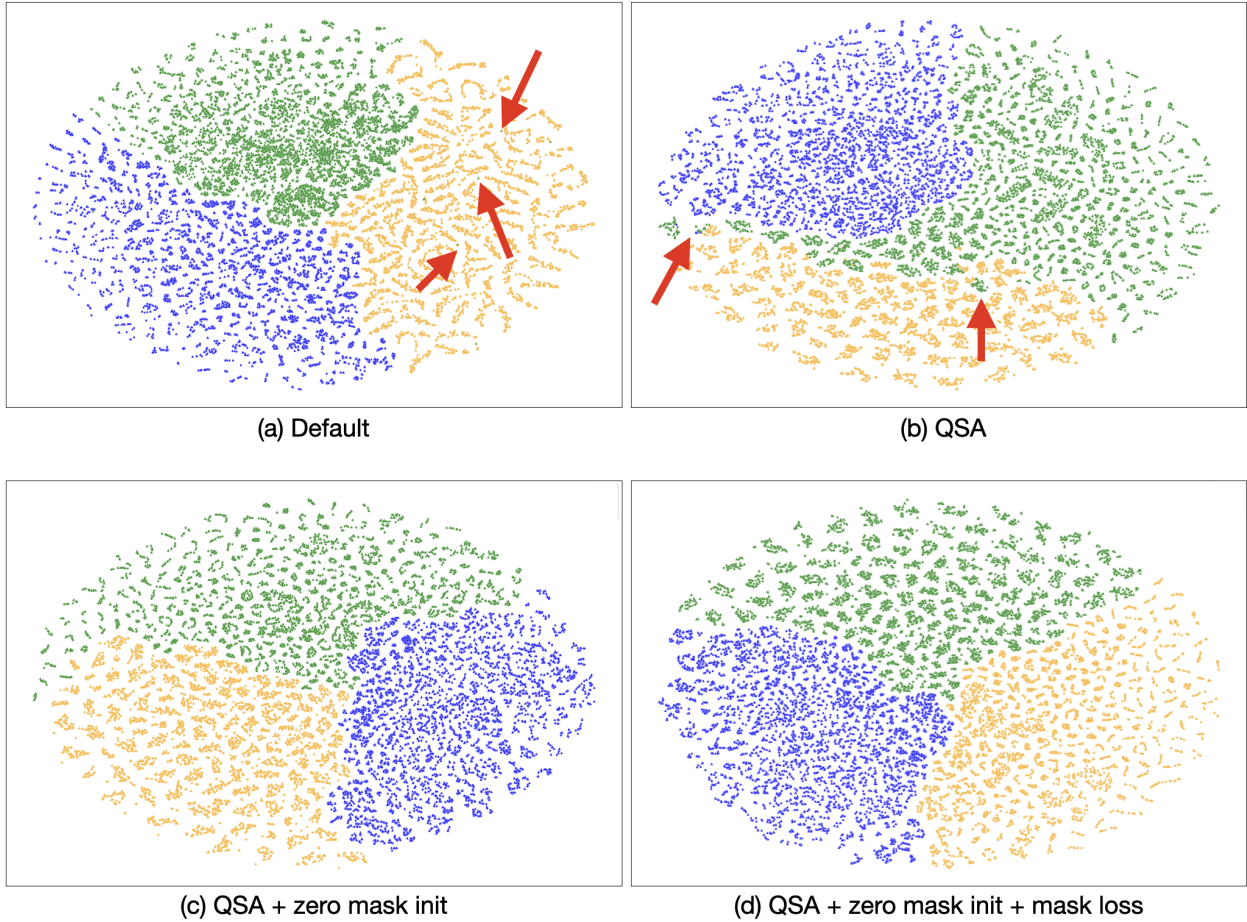 (a) Default
(b) QSA
(c) QSA + zero mask init
(d) QSA + zero mask init + mask loss